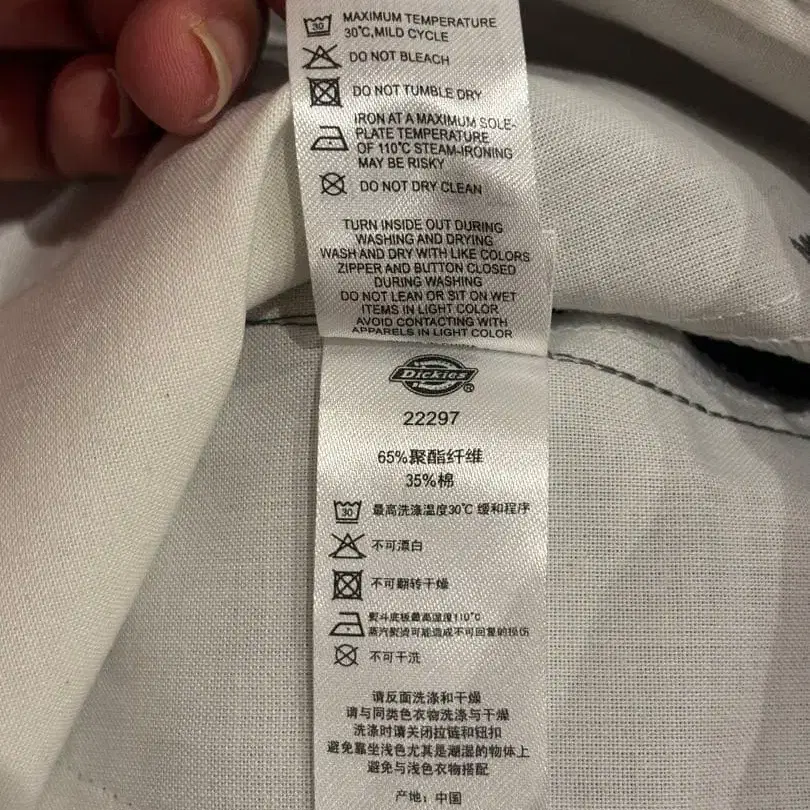 30
MAXIMUM TEMPERATURE
30℃,MILD CYCLE
DO NOT BLEACH
DO NOT TUMBLE DRY
IRON AT A MAXIMUM SOLE-
PLATE TEMPERATURE
OF 110℃ STEAM-IRONING
MAY BE RISKY
DO NOT DRY CLEAN
TURN INSIDE OUT DURING
WASHING AND DRYING
WASH AND DRY WITH LIKE COLORS
ZIPPER AND BUTTON CLOSED
DURING WASHING
DO NOT LEAN OR SIT ON WET
ITEMS IN LIGHT COLOR
AVOID CONTACTING WITH
APPARELS IN LIGHT COLOR
Dickies®
22297
65%聚酯纤维
35%棉
30
最高洗涤温度30℃ 缓和程序
不可漂白
不可翻转干燥
熨斗底板最高温度110℃
蒸汽熨烫可能造成不可回复的损伤
不可干洗
请反面洗涤和干燥
请与同类色衣物洗涤与干燥
洗涤时请关闭拉链和钮扣
避免靠坐浅色尤其是潮湿的物体上
避免与浅色衣物搭配
产地：中国